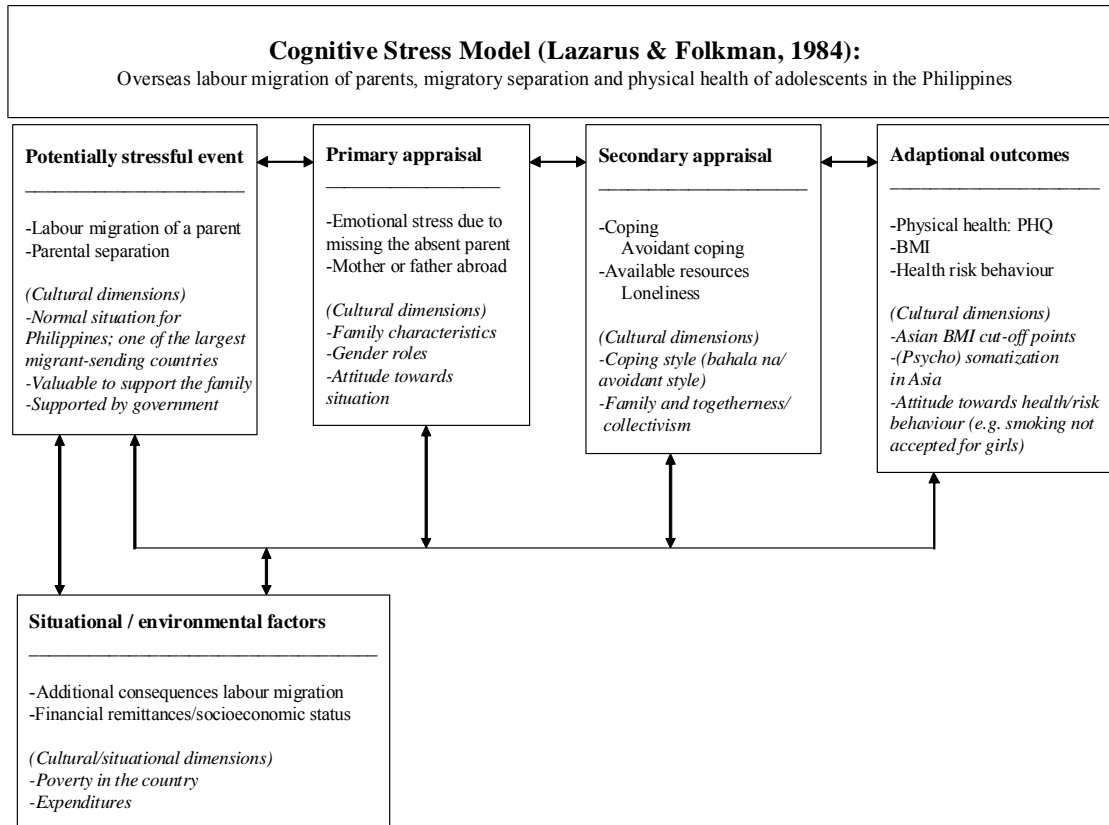 Cognitive Stress Model (Lazarus & Folkman, 1984):
Overseas labour migration of parents, migratory separation and physical health of adolescents in the Philippines
Potentially stressful event
-Labour migration of a parent
-Parental separation
(Cultural dimensions)
-Normal situation for
Philippines; one of the largest
migrant-sending countries
-Valuable to support the family
-Supported by government
Primary appraisal
-Emotional stress due to
missing the absent parent
-Mother or father abroad
(Cultural dimensions)
-Family characteristics
-Gender roles
-Attitude towards
situation
Secondary appraisal
-Coping
Avoidant coping
-Available resources
Loneliness
(Cultural dimensions)
-Coping style (bahala na/
avoidant style)
-Family and togetherness/
collectivism
Adaptional outcomes
-Physical health: PHQ
-BMI
-Health risk behaviour
(Cultural dimensions)
-Asian BMI cut-off points
-(Psycho) somatization
in Asia
-Attitude towards health/risk
behaviour (e.g. smoking not
accepted for girls)
Situational / environmental factors
-Additional consequences labour migration
-Financial remittances/socioeconomic status
(Cultural/situational dimensions)
-Poverty in the country
-Expenditures